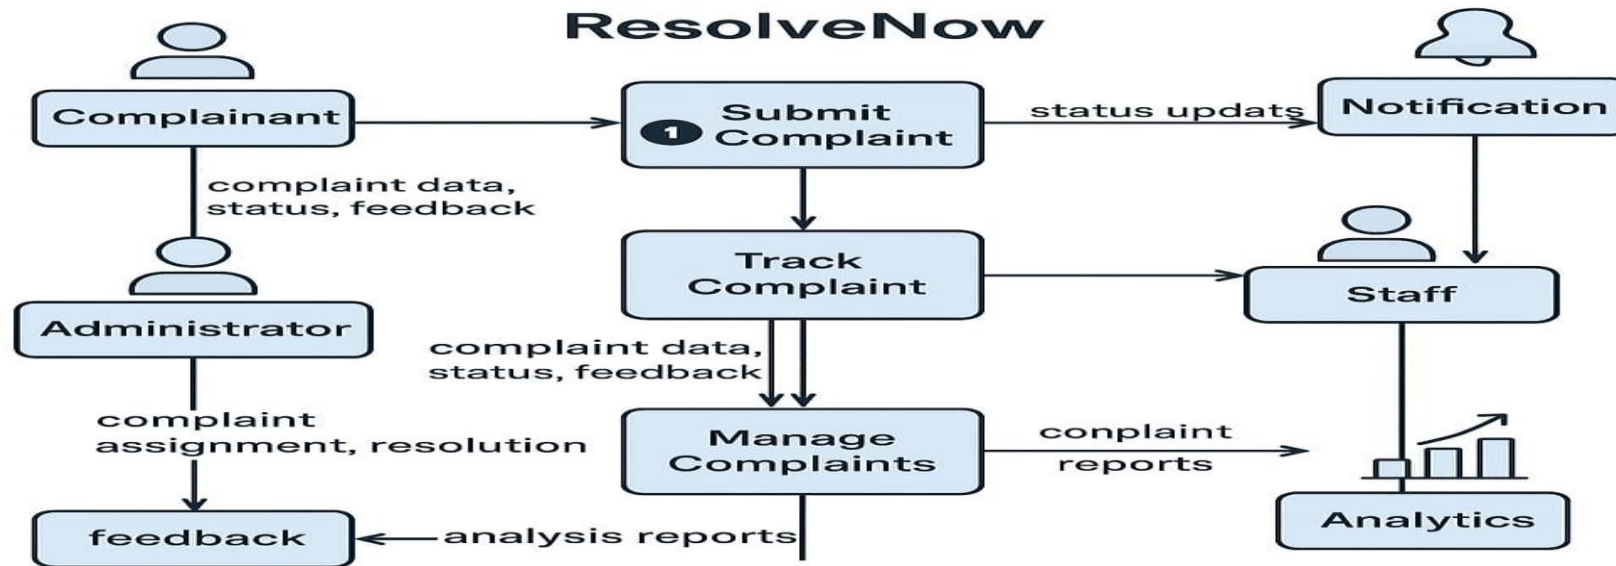 ResolveNow
Complainant
1
Submit
Complaint
status updats
Notification
complaint data,
status, feedback
Track
Complaint
Staff
Administrator
complaint data,
status, feedback
complaint
assignment, resolution
Manage
Complaints
conplaint
reports
Analytics
feedback
analysis reports